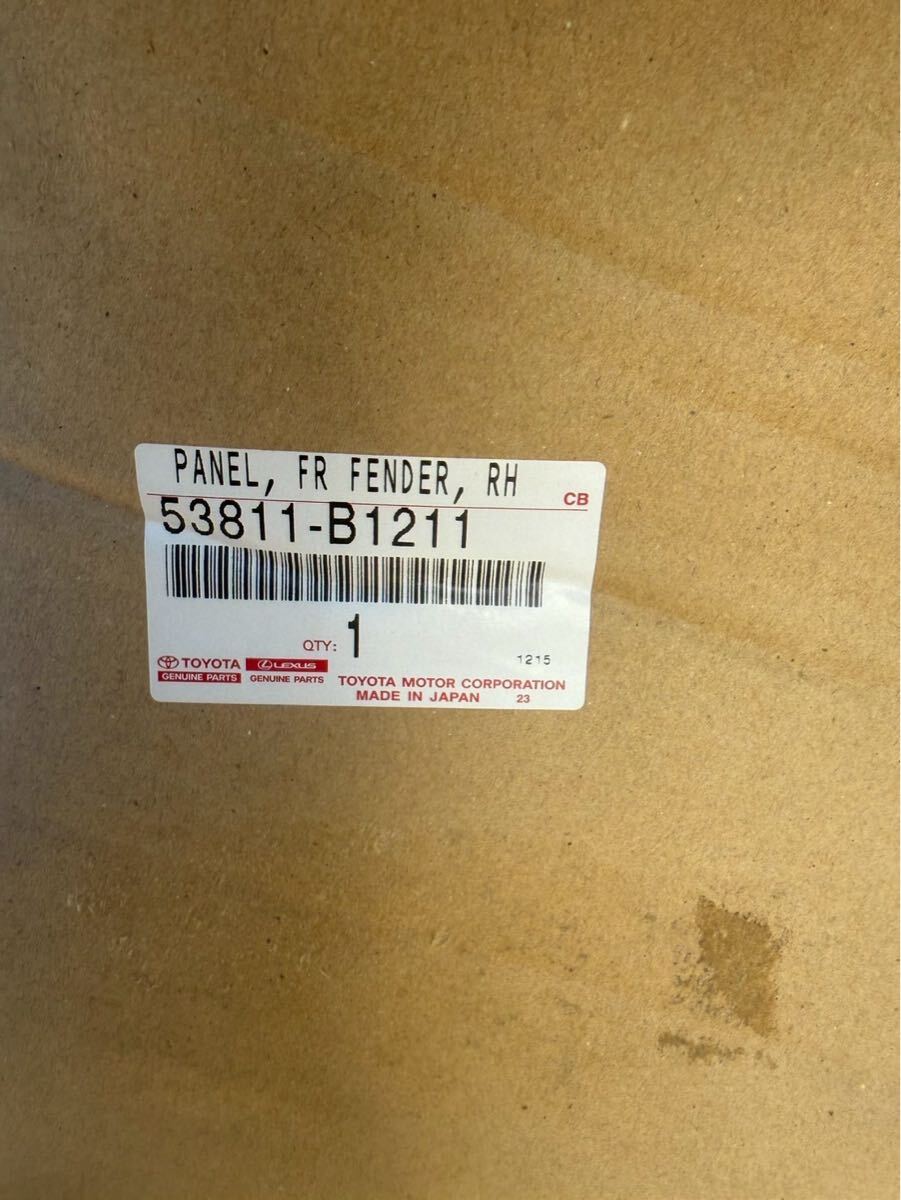 PANEL, FR FENDER, RH
CB
53811-B1211
QTY: 1
1215
TOYOTA
GENUINE PARTS
LEXUS
GENUINE PARTS
TOYOTA MOTOR CORPORATION
MADE IN JAPAN 23